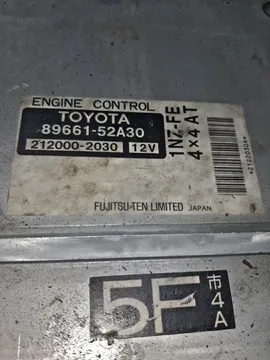 ENGINE CONTROL
TOYOTA
89661-52A30
212000-2030 12V
1NZ-FE
4×4 AT
*2122030A*
FUJITSU TEN LIMITED JAPAN
5F
市
4
A